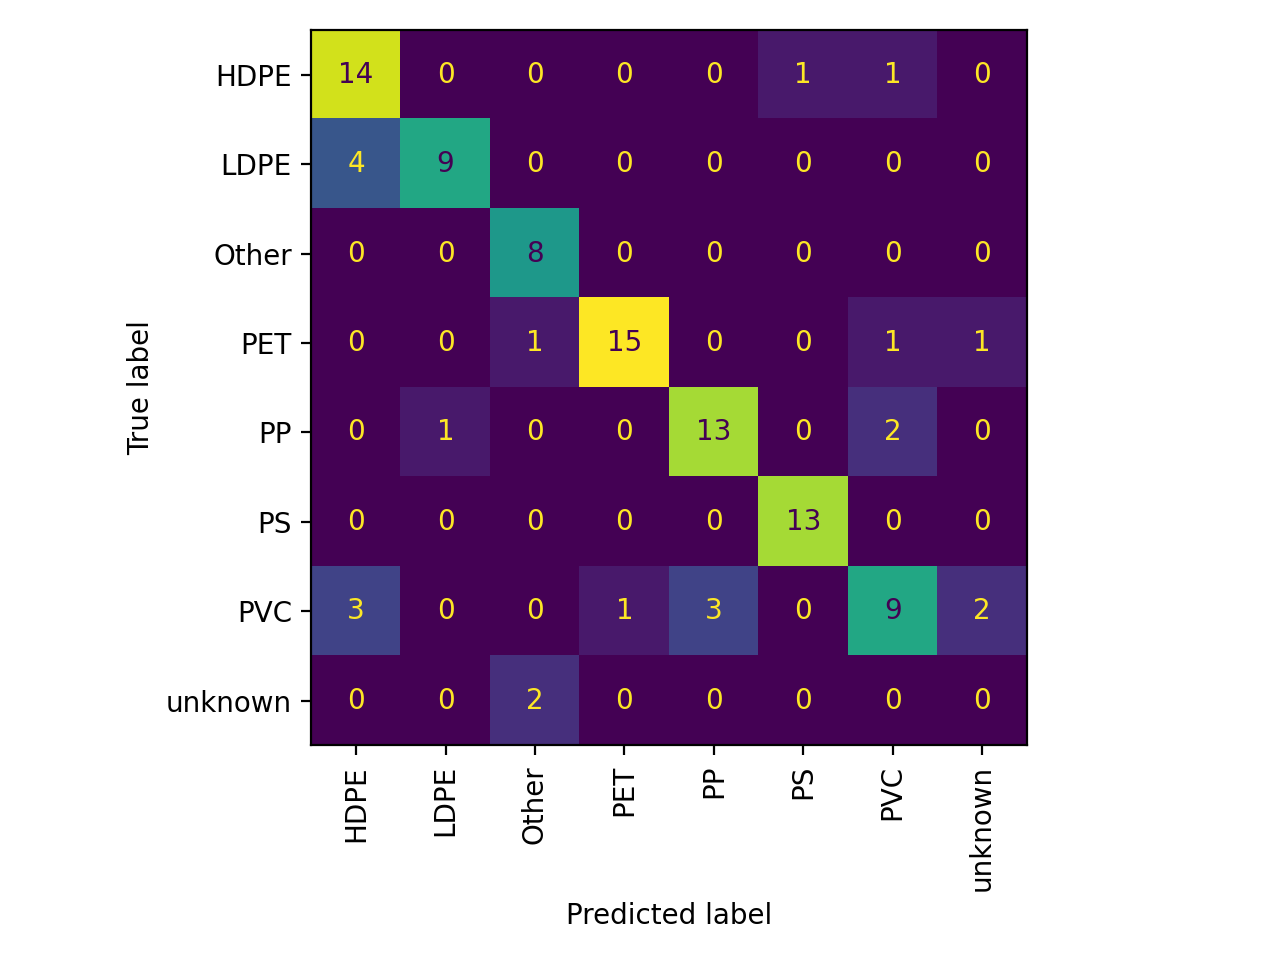 HDPE 14 0 0 0 0 1 1 0
LDPE 4 9 0 0 0 0 0 0
Other 0 0 8 0 0 0 0 0
PET 0 0 1 15 0 0 1 1
PP 0 1 0 0 13 0 2 0
PS 0 0 0 0 0 13 0 0
PVC 3 0 0 1 3 0 9 2
unknown 0 0 2 0 0 0 0 0
True label
HDPE LDPE Other PET PP PS PVC unknown
Predicted label